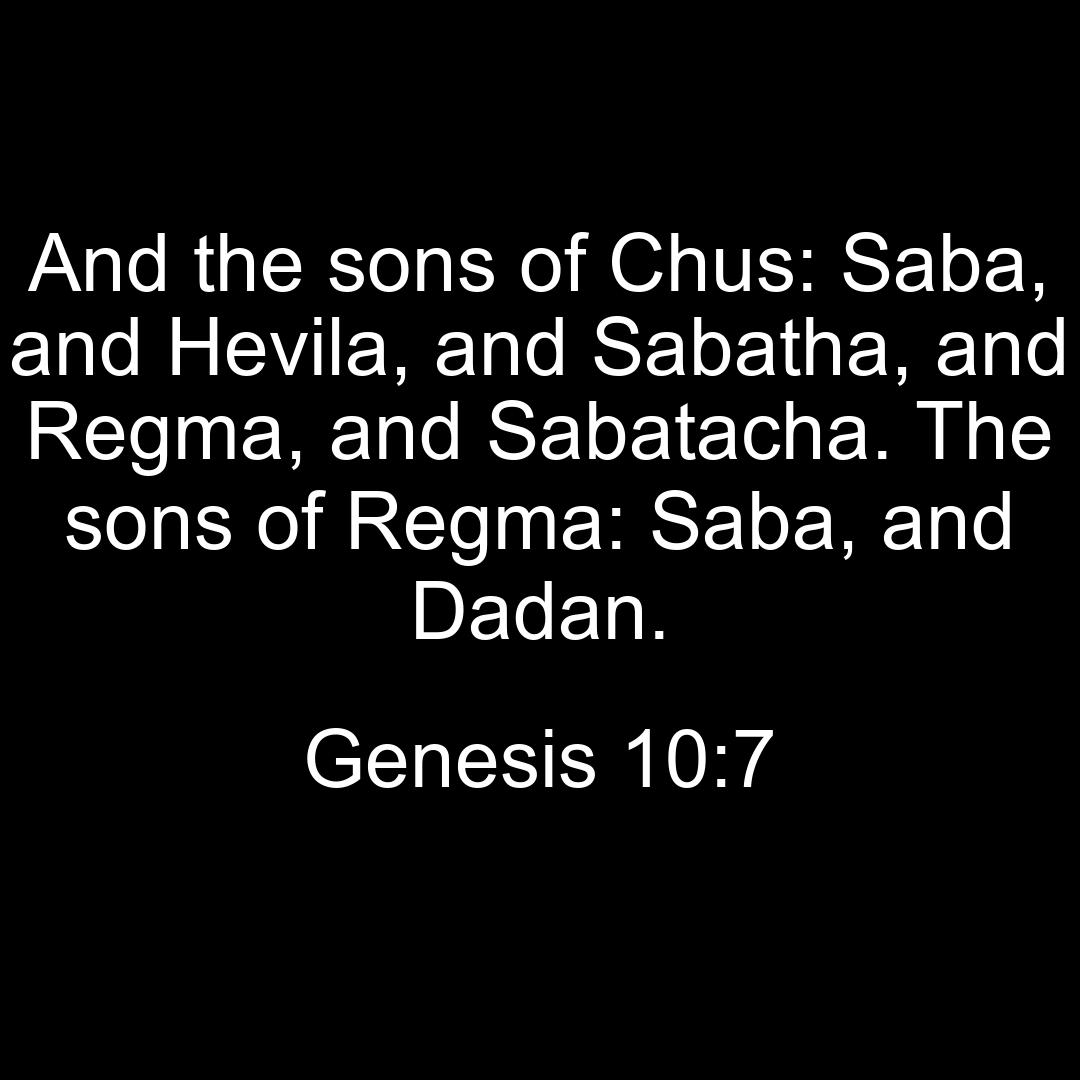 And the sons of Chus: Saba,
and Hevila, and Sabatha, and
Regma, and Sabatacha. The
sons of Regma: Saba, and
Dadan.
Genesis 10:7